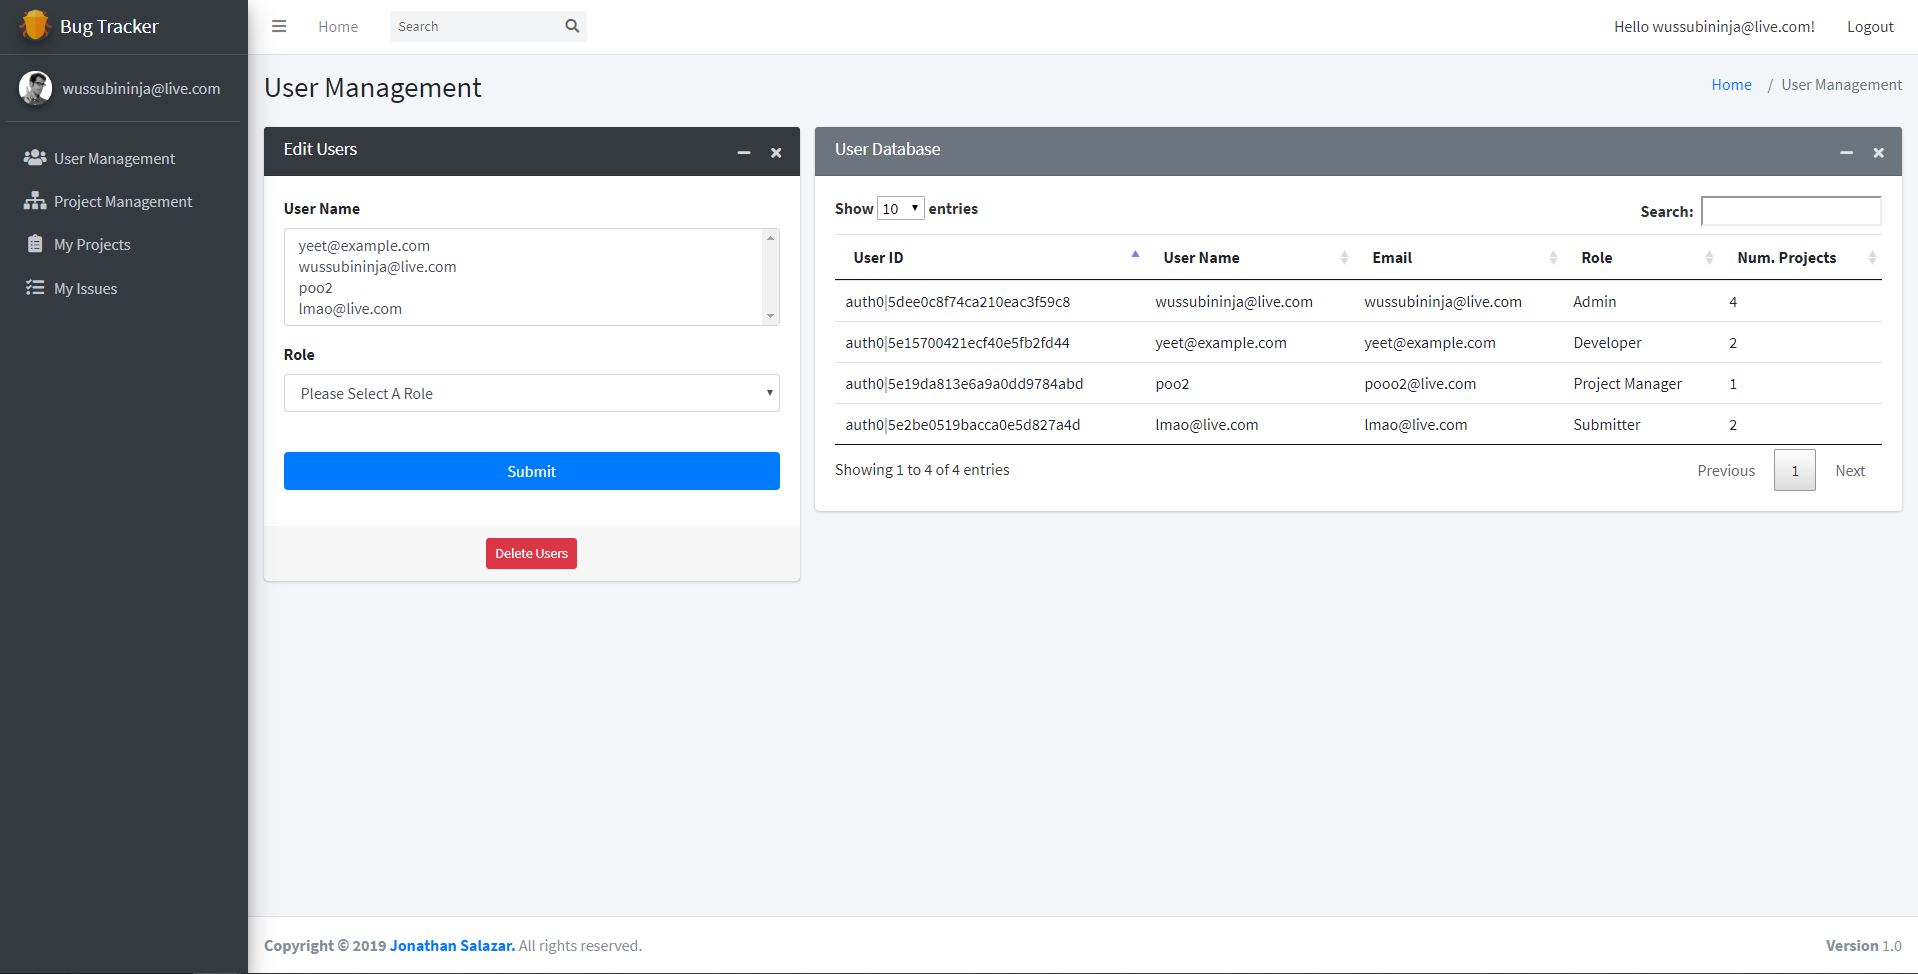 Bug Tracker
Home
Search
Hello wussubininja@live.com!
Logout
wussubininja@live.com
User Management
Project Management
My Projects
My Issues
User Management
Home / User Management
Edit Users
User Name
yeet@example.com
wussubininja@live.com
poo2
lmao@live.com
Role
Please Select A Role
Submit
Delete Users
User Database
Show 10 entries
Search:
User ID User Name Email Role Num. Projects
auth0|5dee0c8f74ca210eac3f59c8 wussubininja@live.com wussubininja@live.com Admin 4
auth0|5e15700421ecf40e5fb2fd44 yeet@example.com yeet@example.com Developer 2
auth0|5e19da813e6a9a0dd9784abd poo2 pooo2@live.com Project Manager 1
auth0|5e2be0519bacca0e5d827a4d lmao@live.com lmao@live.com Submitter 2
Showing 1 to 4 of 4 entries
Previous 1 Next
Copyright © 2019 Jonathan Salazar. All rights reserved.
Version 1.0